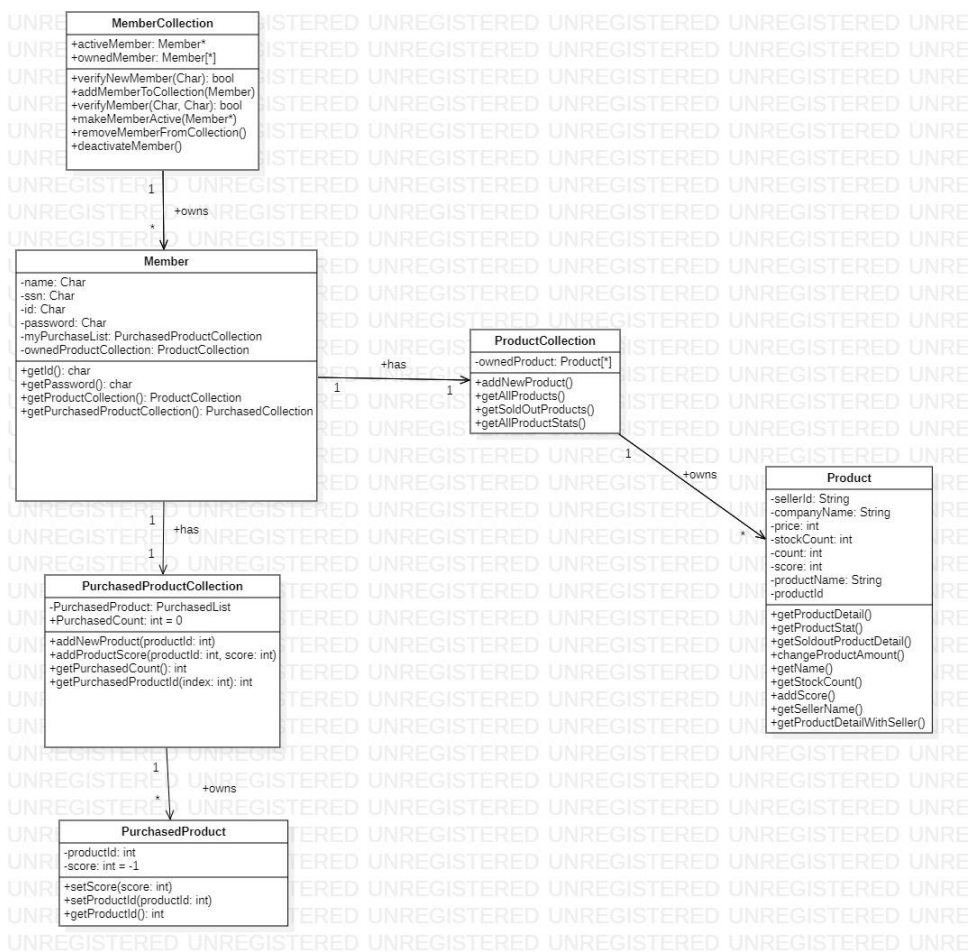 MemberCollection
+activeMember: Member*
+ownedMember: Member[*]
+verifyNewMember(Char): bool
+addMemberToCollection(Member)
+verifyMember(Char, Char): bool
+makeMemberActive(Member*)
+removeMemberFromCollection()
+deactivateMember()
1
+owns
*
Member
-name: Char
-ssn: Char
-id: Char
-password: Char
-myPurchaseList: PurchasedProductCollection
-ownedProductCollection: ProductCollection
+getId(): char
+getPassword(): char
+getProductCollection(): ProductCollection
+getPurchasedProductCollection(): PurchasedCollection
+has
1
1
ProductCollection
-ownedProduct: Product[*]
+addNewProduct()
+getAllProducts()
+getSoldOutProducts()
+getAllProductStats()
1
+owns
*
Product
-sellerId: String
-companyName: String
-price: int
-stockCount: int
-count: int
-score: int
-productName: String
-productId
+getProductDetail()
+getProductStat()
+getSoldoutProductDetail()
+changeProductAmount()
+getName()
+getStockCount()
+addScore()
+getSellerName()
+getProductDetailWithSeller()
1
+has
1
PurchasedProductCollection
-PurchasedProduct: PurchasedList
+PurchasedCount: int = 0
+addNewProduct(productId: int)
+addProductScore(productId: int, score: int)
+getPurchasedCount(): int
+getPurchasedProductId(index: int): int
1
+owns
*
PurchasedProduct
-productId: int
-score: int = -1
+setScore(score: int)
+setProductId(productId: int)
+getProductId(): int
UNREGISTERED